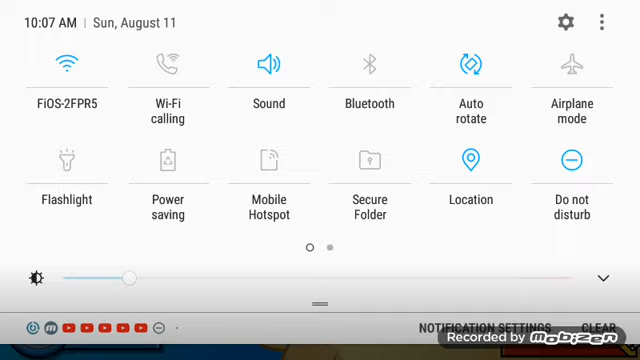 10:07 AM | Sun, August 11
FiOS-2FPR5
Wi-Fi
calling
Sound
Bluetooth
Auto
rotate
Airplane
mode
Flashlight
Power
saving
Mobile
Hotspot
Secure
Folder
Location
Do not
disturb
NOTIFICATION SETTINGS
CLEAR
Recorded by Mobizen